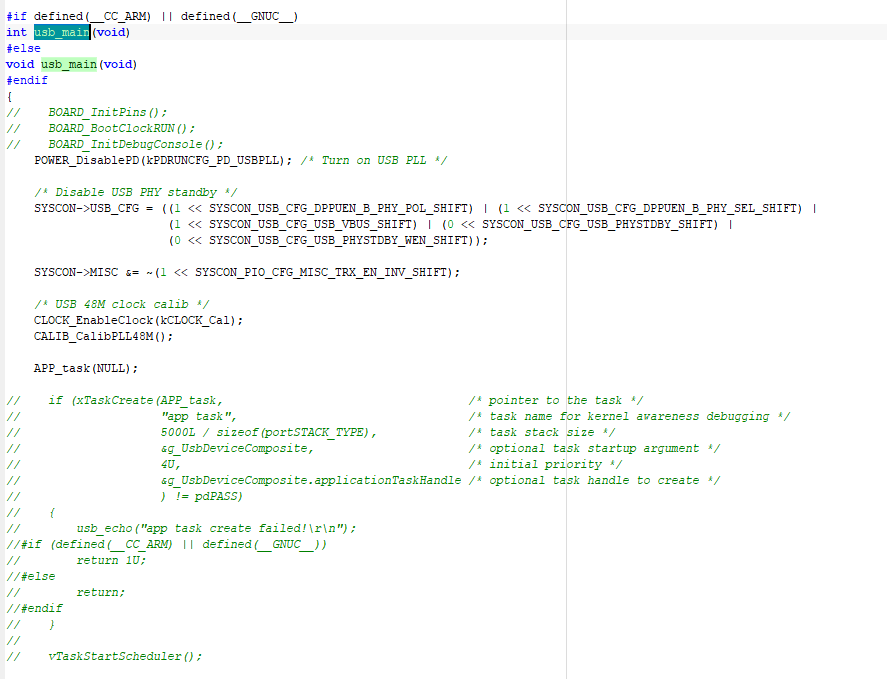 #if defined(__CC_ARM) || defined(__GNUC__)
int usb_main(void)
#else
void usb_main(void)
#endif
{
//    BOARD_InitPins();
//    BOARD_BootClockRUN();
//    BOARD_InitDebugConsole();
    POWER_DisablePD(kPDRUNCFG_PD_USBPLL); /* Turn on USB PLL */

    /* Disable USB PHY standby */
    SYSCON->USB_CFG = ((1 << SYSCON_USB_CFG_DPPUEN_B_PHY_POL_SHIFT) | (1 << SYSCON_USB_CFG_DPPUEN_B_PHY_SEL_SHIFT) |
                       (1 << SYSCON_USB_CFG_USB_VBUS_SHIFT) | (0 << SYSCON_USB_CFG_USB_PHYSTDBY_SHIFT) |
                       (0 << SYSCON_USB_CFG_USB_PHYSTDBY_WEN_SHIFT));

    SYSCON->MISC &= ~(1 << SYSCON_PIO_CFG_MISC_TRX_EN_INV_SHIFT);

    /* USB 48M clock calib */
    CLOCK_EnableClock(kCLOCK_Cal);
    CALIB_CalibPLL48M();

    APP_task(NULL);

//    if (xTaskCreate(APP_task,                                   /* pointer to the task */
//                    "app task",                                 /* task name for kernel awareness debugging */
//                    5000L / sizeof(portSTACK_TYPE),             /* task stack size */
//                    &g_UsbDeviceComposite,                      /* optional task startup argument */
//                    4U,                                         /* initial priority */
//                    &g_UsbDeviceComposite.applicationTaskHandle /* optional task handle to create */
//                    ) != pdPASS)
//    {
//        usb_echo("app task create failed!\r\n");
//#if (defined(__CC_ARM) || defined(__GNUC__))
//        return 1U;
//#else
//        return;
//#endif
//    }
//
//    vTaskStartScheduler();